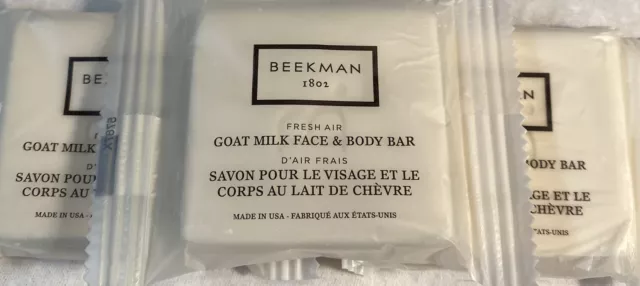 BEEKMAN
1802
FRESH AIR
GOAT MILK FACE & BODY BAR
D'AIR FRAIS
SAVON POUR LE VISAGE ET LE
CORPS AU LAIT DE CHÈVRE
MADE IN USA - FABRIQUÉ AUX ÉTATS-UNIS
BE
GOAT MILK
D'
SAVON POUR
CORPS AU
MADE IN USA -
N
BODY BAR
AGE ET LE
CHÈVRE
TATS-UNIS